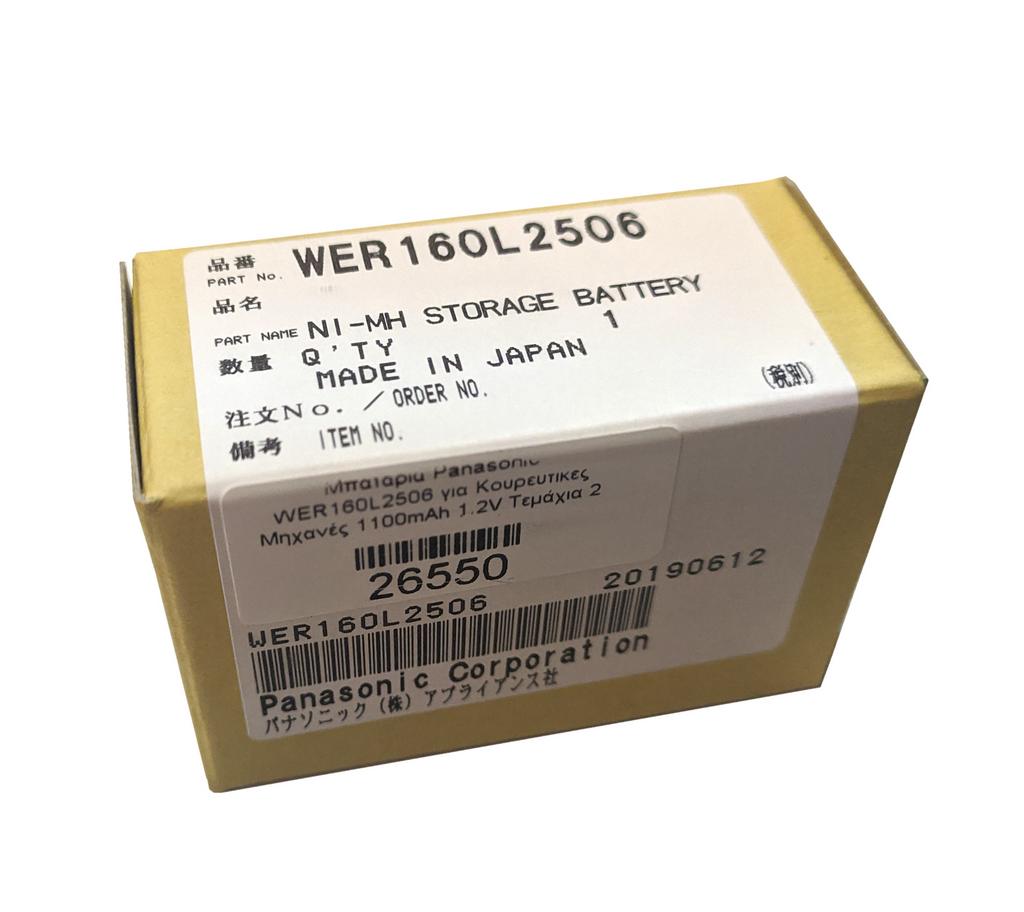 品番
PART No. WER160L2506
品名
PART NAME NI-MH STORAGE BATTERY
数量 Q'TY 1
MADE IN JAPAN
(税別)
注文No. / ORDER NO.
備考 ITEM NO.
Μπαταρία Panasonic
WER160L2506 για Κουρευτικες
Μηχανές 1100mAh 1.2V Τεμάχια 2
26550
20190612
WER160L2506
Panasonic Corporation
パナソニック(株)アプライアンス社